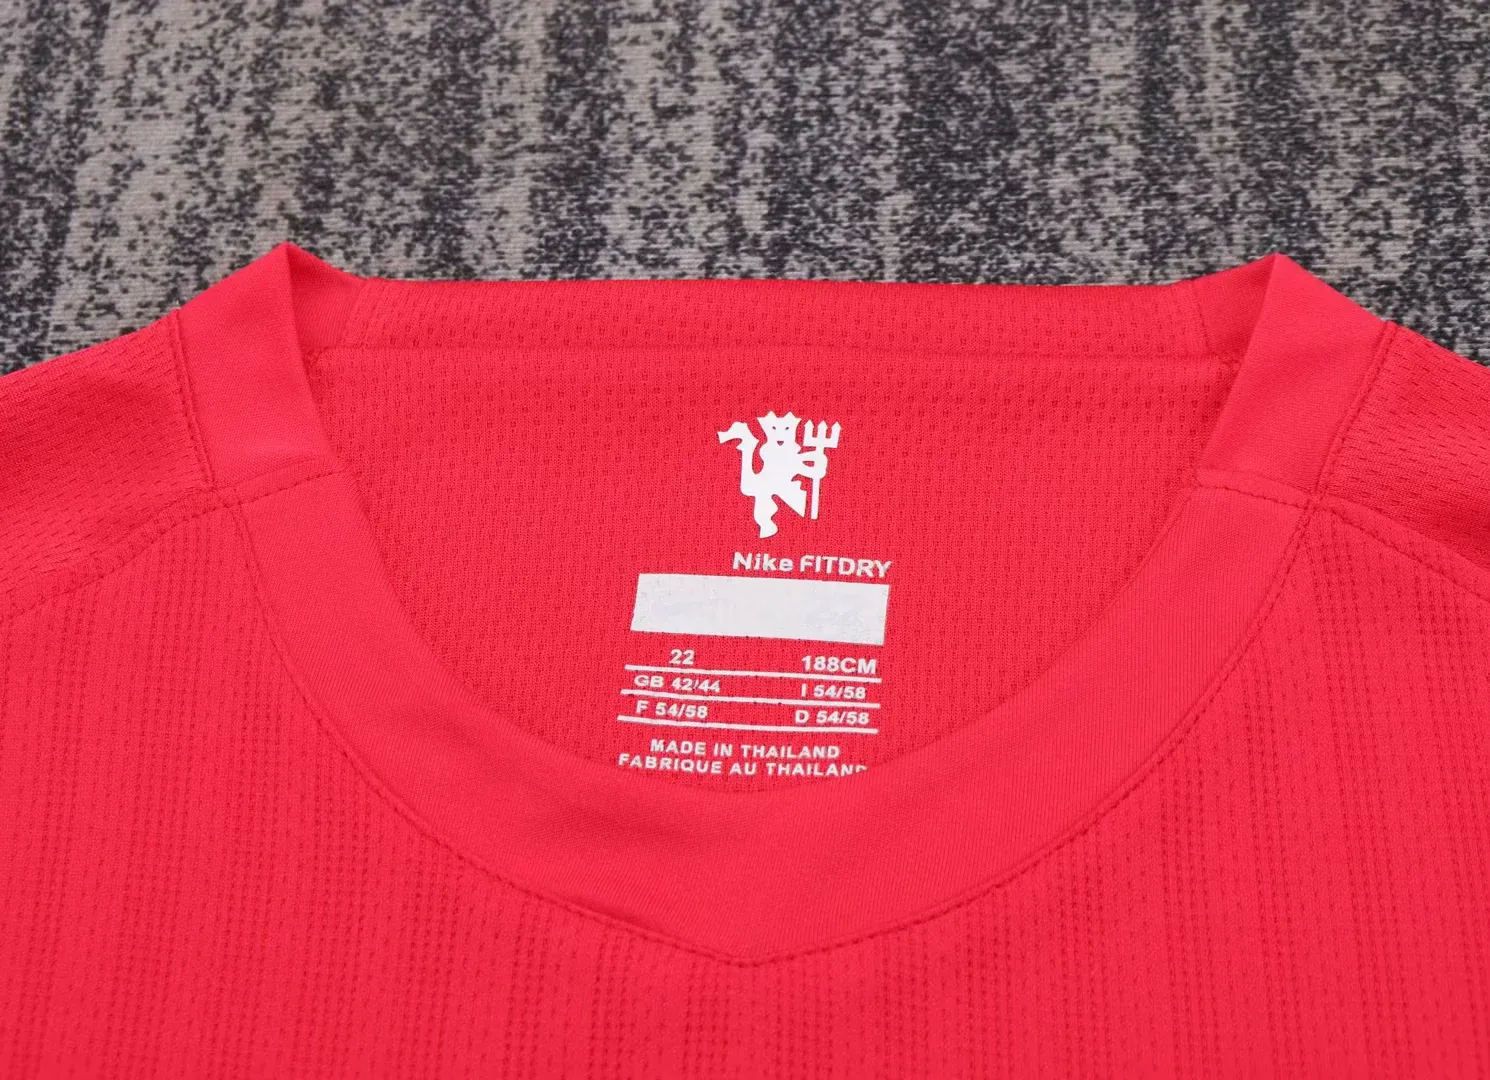 Nike FITDRY
22 188CM
GB 42/44 I 54/58
F 54/58 D 54/58
MADE IN THAILAND
FABRIQUE AU THAILAND